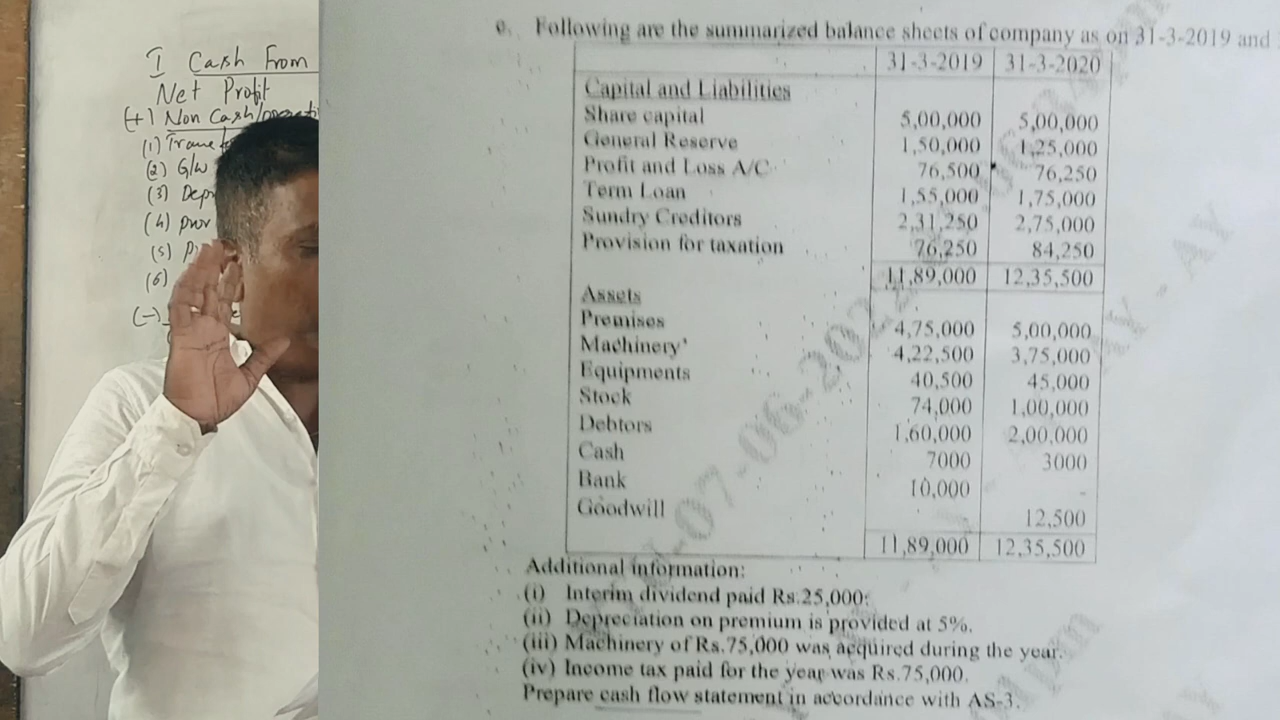 I Cash From
Net Profit
(+) Non Cash/
(1)
(2) G/W
(3) Dep
(4) prov
(5)
(6)
(-)
e. Following are the summarized balance sheets of company as on 31-3-2019 and
31-3-2019 31-3-2020
Capital and Liabilities
Share capital 5,00,000 5,00,000
General Reserve 1,50,000 1,25,000
Profit and Loss A/C 76,500 76,250
Term Loan 1,55,000 1,75,000
Sundry Creditors 2,31,250 2,75,000
Provision for taxation 76,250 84,250
11,89,000 12,35,500
Assets
Premises 4,75,000 5,00,000
Machinery 4,22,500 3,75,000
Equipments 40,500 45,000
Stock 74,000 1,00,000
Debtors 1,60,000 2,00,000
Cash 7000 3000
Bank 10,000 -
Goodwill 12,500
11,89,000 12,35,500
Additional information:
(i) Interim dividend paid Rs.25,000:
(ii) Depreciation on premium is provided at 5%.
(iii) Machinery of Rs.75,000 was acquired during the year.
(iv) Income tax paid for the year was Rs.75,000.
Prepare cash flow statement in accordance with AS-3.